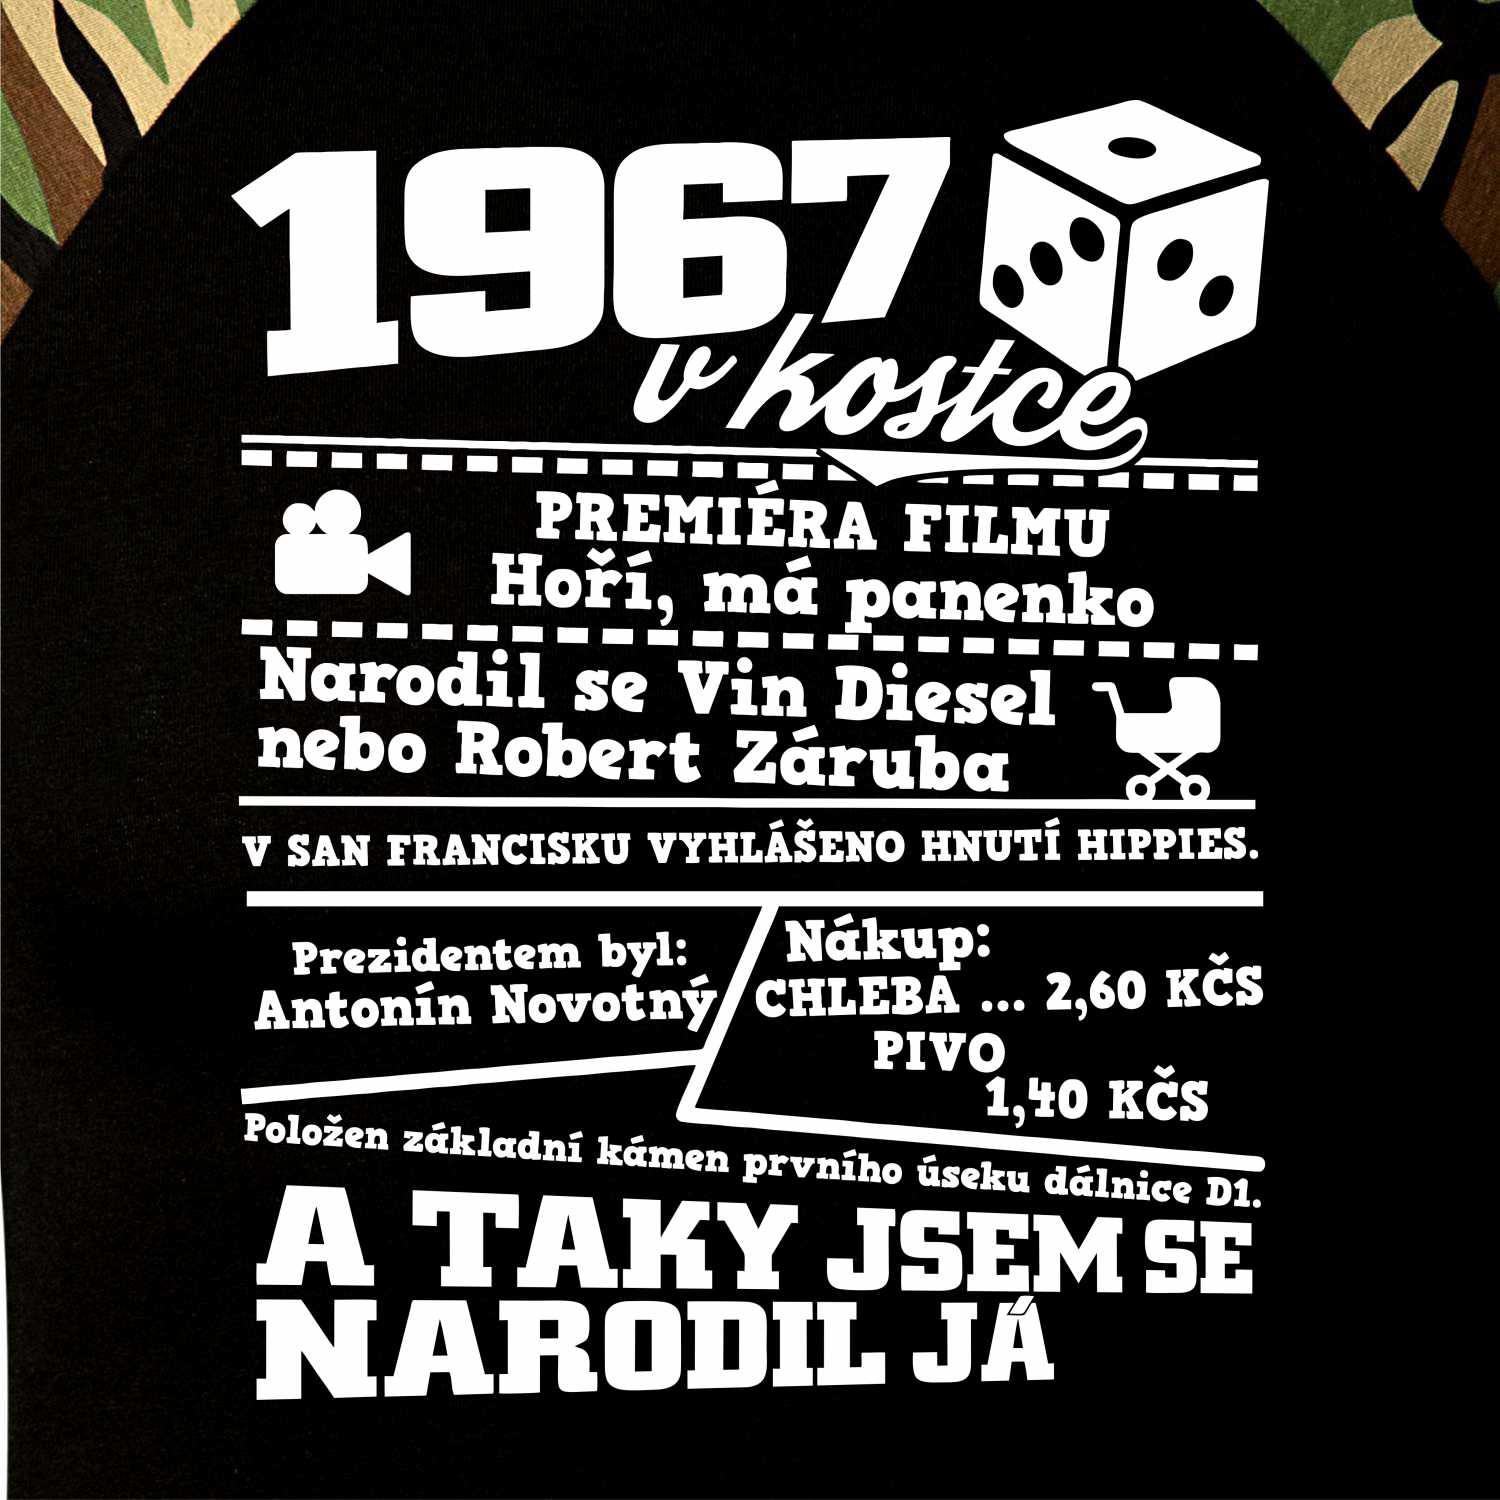 1967
v kostce
PREMIÉRA FILMU
Hoří, má panenko
Narodil se Vin Diesel
nebo Robert Záruba
V SAN FRANCISKU VYHLÁŠENO HNUTÍ HIPPIES.
Prezidentem byl:
Antonín Novotný
Nákup:
CHLEBA ... 2,60 KČS
PIVO
1,40 KČS
Položen základní kámen prvního úseku dálnice D1.
A TAKY JSEM SE
NARODIL JÁ